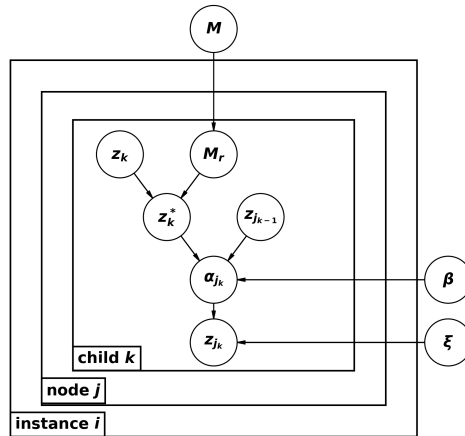 M
z_k
M_r
z_k^*
z_{j_{k-1}}
α_{j_k}
β
z_{j_k}
ξ
child k
node j
instance i